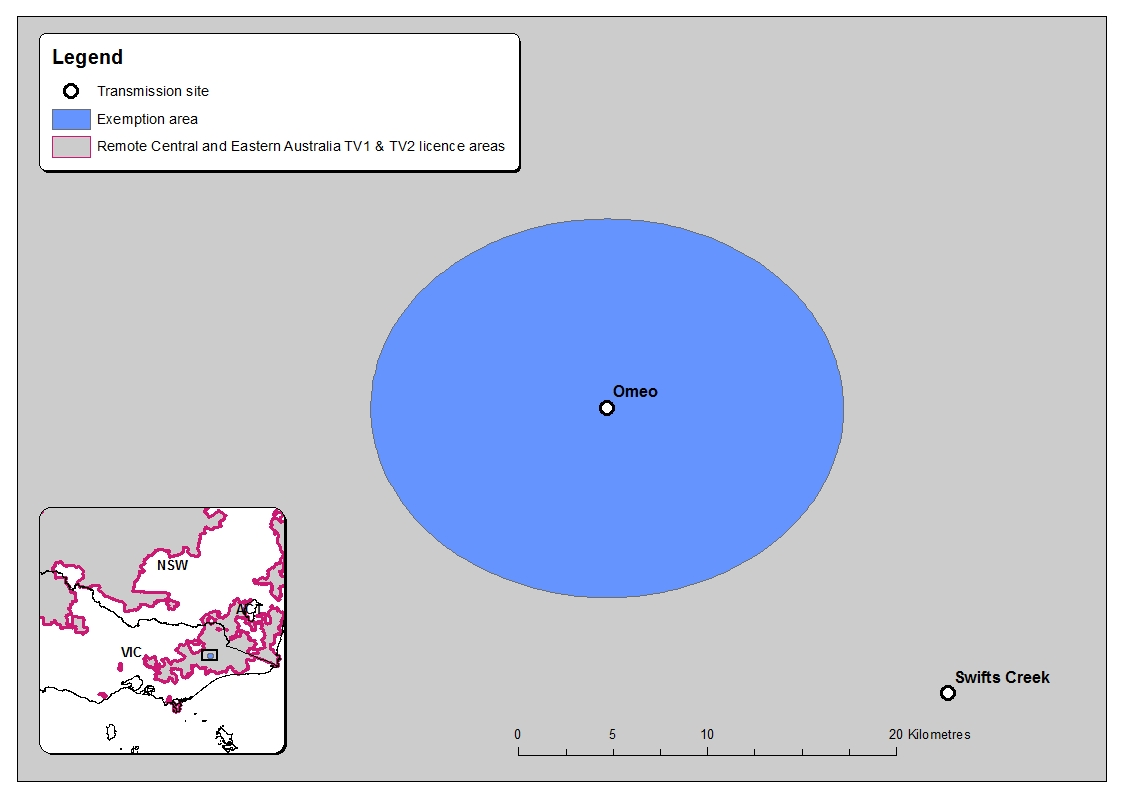 Legend
Transmission site
Exemption area
Remote Central and Eastern Australia TV1 & TV2 licence areas
Omeo
NSW
ACT
VIC
Swifts Creek
0 5 10 20 Kilometres